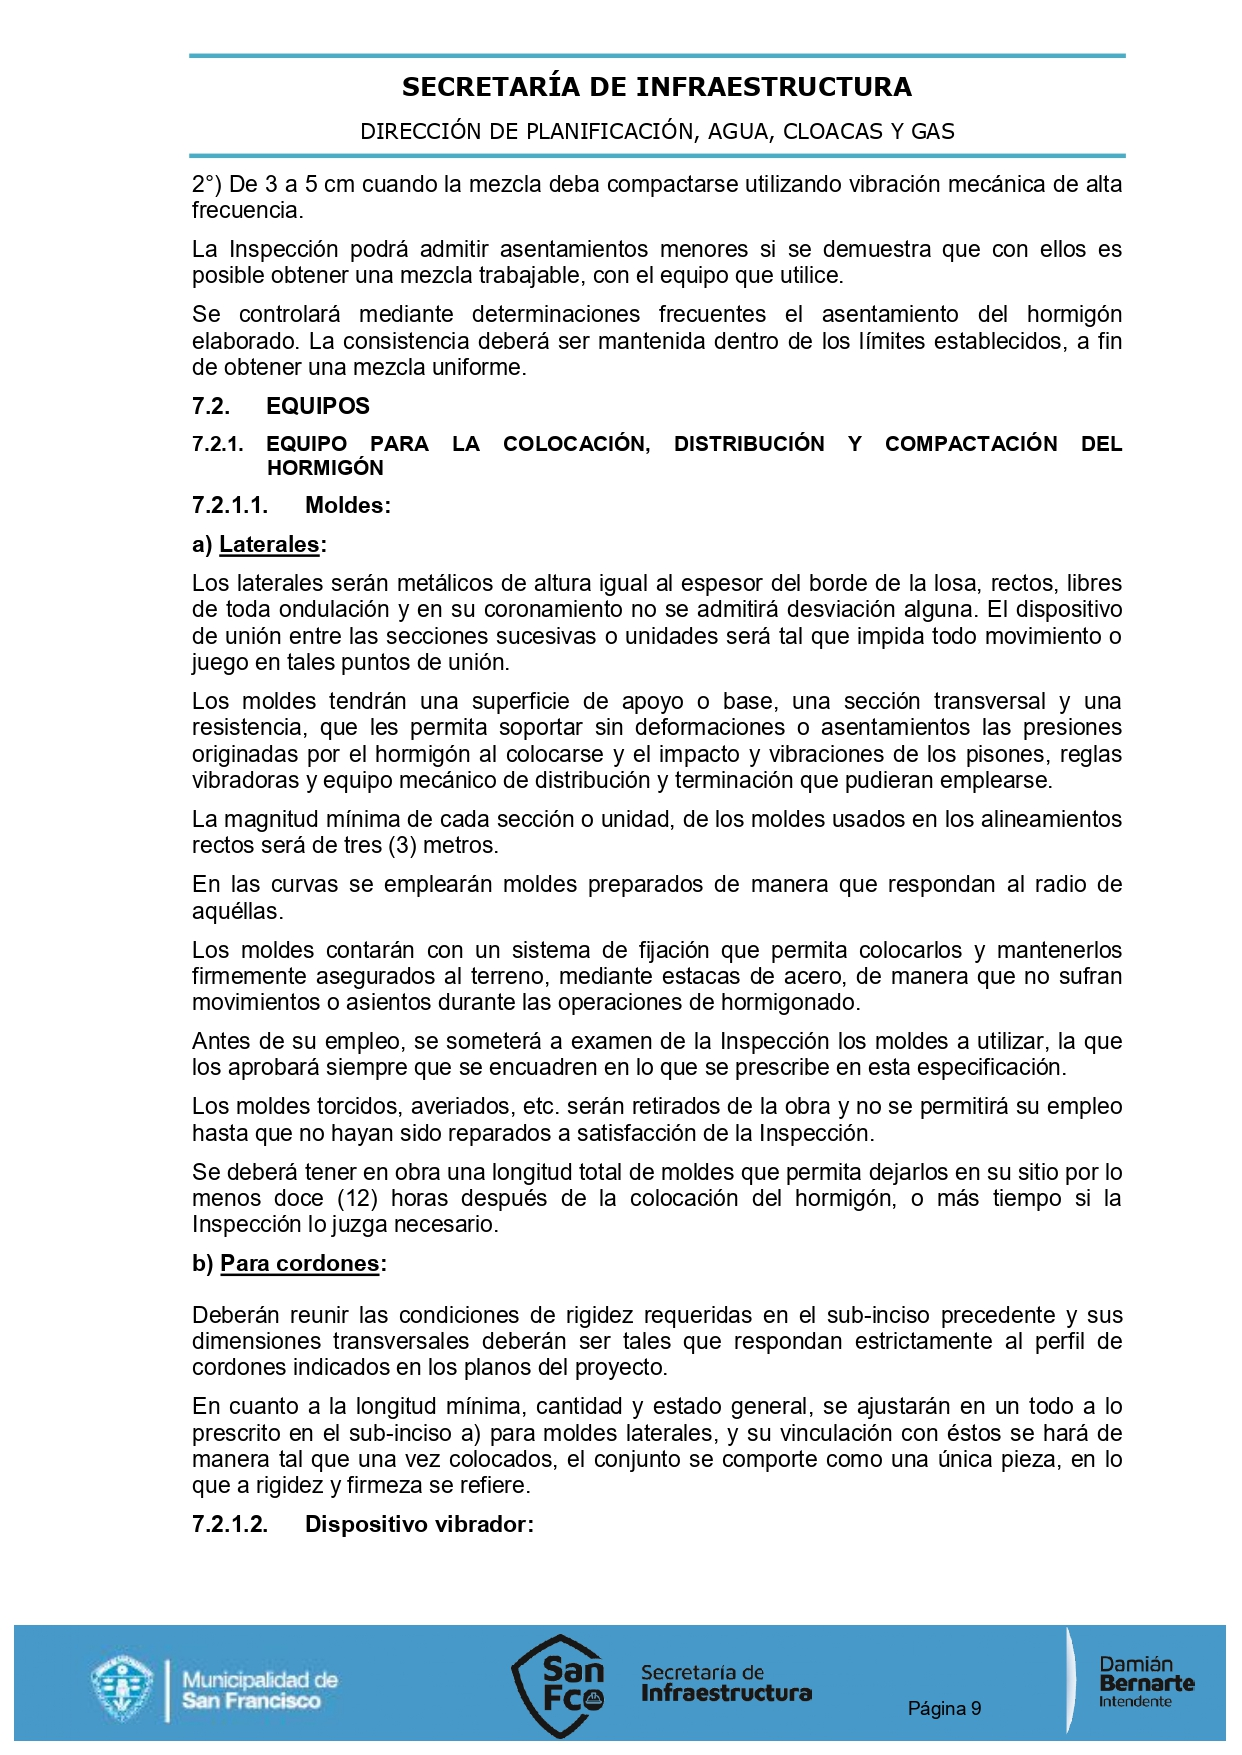 SECRETARÍA DE INFRAESTRUCTURA
DIRECCIÓN DE PLANIFICACIÓN, AGUA, CLOACAS Y GAS
2°) De 3 a 5 cm cuando la mezcla deba compactarse utilizando vibración mecánica de alta
frecuencia.
La Inspección podrá admitir asentamientos menores si se demuestra que con ellos es
posible obtener una mezcla trabajable, con el equipo que utilice.
Se controlará mediante determinaciones frecuentes el asentamiento del hormigón
elaborado. La consistencia deberá ser mantenida dentro de los límites establecidos, a fin
de obtener una mezcla uniforme.
7.2. EQUIPOS
7.2.1. EQUIPO PARA LA COLOCACIÓN, DISTRIBUCIÓN Y COMPACTACIÓN DEL
HORMIGÓN
7.2.1.1. Moldes:
a) Laterales:
Los laterales serán metálicos de altura igual al espesor del borde de la losa, rectos, libres
de toda ondulación y en su coronamiento no se admitirá desviación alguna. El dispositivo
de unión entre las secciones sucesivas o unidades será tal que impida todo movimiento o
juego en tales puntos de unión.
Los moldes tendrán una superficie de apoyo o base, una sección transversal y una
resistencia, que les permita soportar sin deformaciones o asentamientos las presiones
originadas por el hormigón al colocarse y el impacto y vibraciones de los pisones, reglas
vibradoras y equipo mecánico de distribución y terminación que pudieran emplearse.
La magnitud mínima de cada sección o unidad, de los moldes usados en los alineamientos
rectos será de tres (3) metros.
En las curvas se emplearán moldes preparados de manera que respondan al radio de
aquéllas.
Los moldes contarán con un sistema de fijación que permita colocarlos y mantenerlos
firmemente asegurados al terreno, mediante estacas de acero, de manera que no sufran
movimientos o asientos durante las operaciones de hormigonado.
Antes de su empleo, se someterá a examen de la Inspección los moldes a utilizar, la que
los aprobará siempre que se encuadren en lo que se prescribe en esta especificación.
Los moldes torcidos, averiados, etc. serán retirados de la obra y no se permitirá su empleo
hasta que no hayan sido reparados a satisfacción de la Inspección.
Se deberá tener en obra una longitud total de moldes que permita dejarlos en su sitio por lo
menos doce (12) horas después de la colocación del hormigón, o más tiempo si la
Inspección lo juzga necesario.
b) Para cordones:
Deberán reunir las condiciones de rigidez requeridas en el sub-inciso precedente y sus
dimensiones transversales deberán ser tales que respondan estrictamente al perfil de
cordones indicados en los planos del proyecto.
En cuanto a la longitud mínima, cantidad y estado general, se ajustarán en un todo a lo
prescrito en el sub-inciso a) para moldes laterales, y su vinculación con éstos se hará de
manera tal que una vez colocados, el conjunto se comporte como una única pieza, en lo
que a rigidez y firmeza se refiere.
7.2.1.2. Dispositivo vibrador:
Municipalidad de
San Francisco
San
Fco
Secretaría de
Infraestructura
Página 9
Damián
Bernarte
Intendente